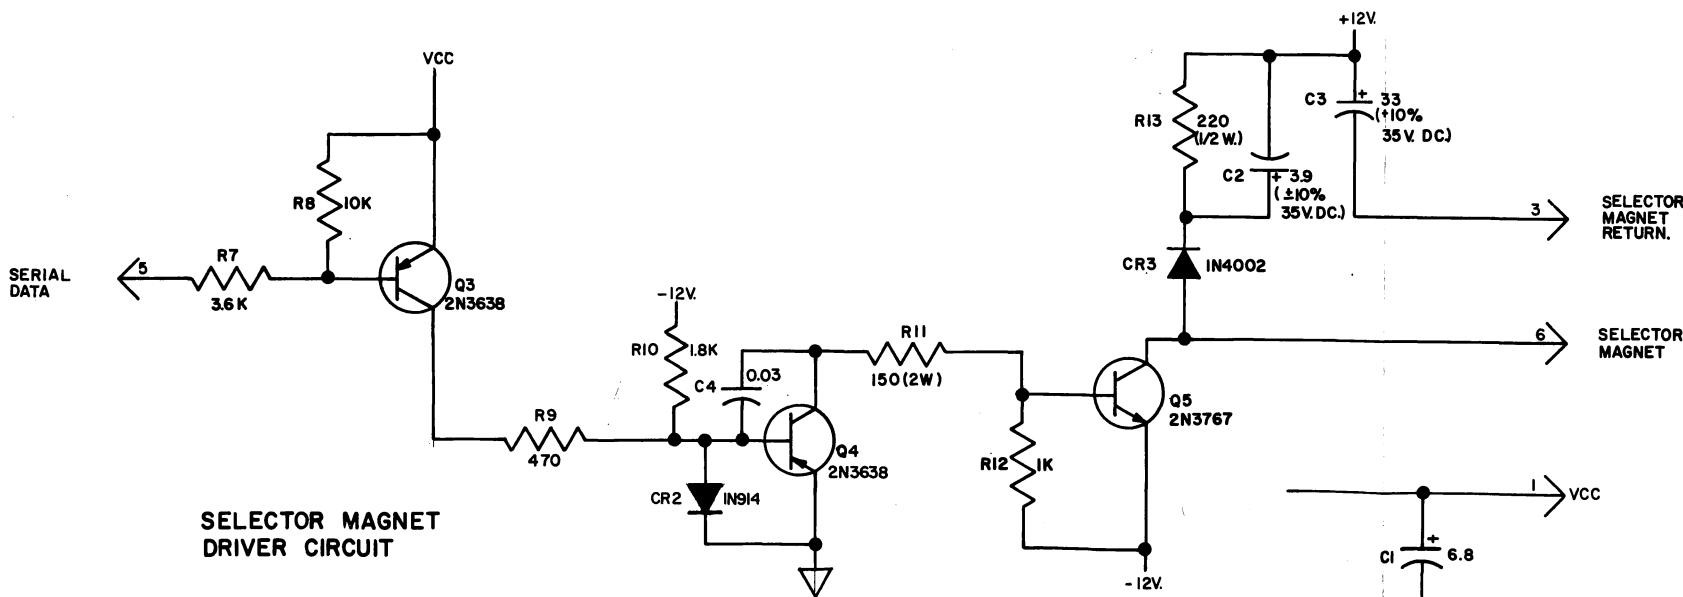 +12V.
VCC
C3
+
33
(+10%
35V. DC.)
R13
220
(1/2 W.)
C2
+ 3.9
(±10%
35V.DC.)
R8
10K
3
SELECTOR
MAGNET
RETURN.
R7
5
SERIAL
DATA
3.6K
Q3
2N3638
CR3
1N4002
-12V.
R10
1.8K
C4
0.03
R11
150 (2W)
6
SELECTOR
MAGNET
Q5
2N3767
R9
470
Q4
2N3638
R12
1K
CR2
1N914
1
VCC
SELECTOR MAGNET
DRIVER CIRCUIT
-12V.
C1
+
6.8